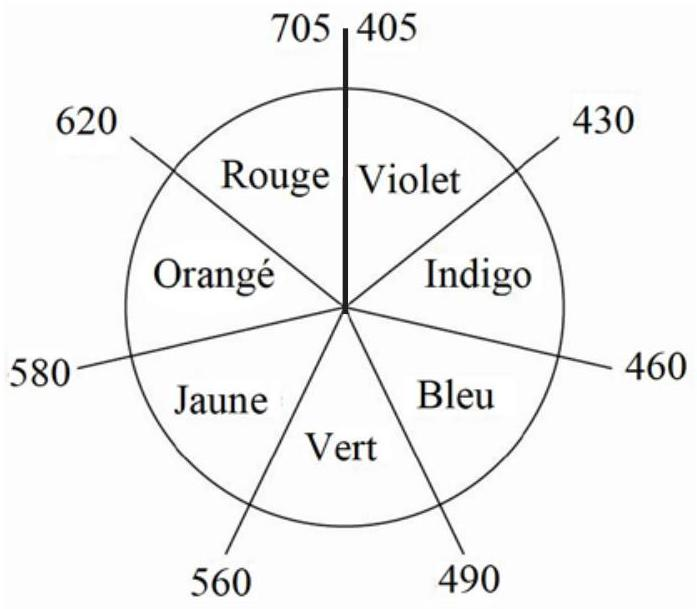 705 405
620
430
Rouge Violet
Orangé
Indigo
580
460
Jaune
Bleu
Vert
560
490